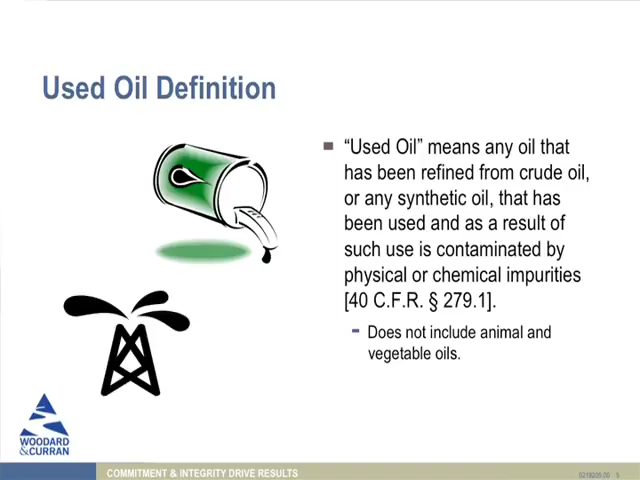 Used Oil Definition
“Used Oil” means any oil that
has been refined from crude oil,
or any synthetic oil, that has
been used and as a result of
such use is contaminated by
physical or chemical impurities
[40 C.F.R. § 279.1].
Does not include animal and
vegetable oils.
WOODARD
&CURRAN
COMMITMENT & INTEGRITY DRIVE RESULTS